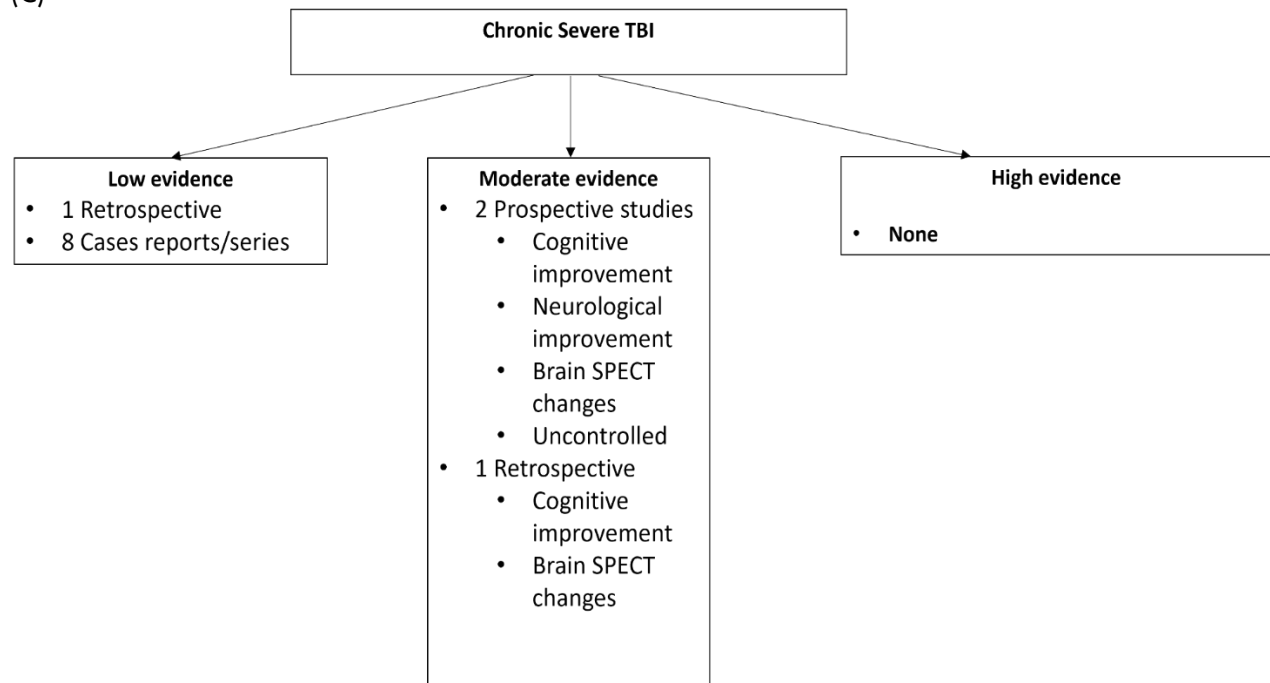 (C)
Chronic Severe TBI
Low evidence
• 1 Retrospective
• 8 Cases reports/series
Moderate evidence
• 2 Prospective studies
• Cognitive
improvement
• Neurological
improvement
• Brain SPECT
changes
• Uncontrolled
• 1 Retrospective
• Cognitive
improvement
• Brain SPECT
changes
High evidence
• None